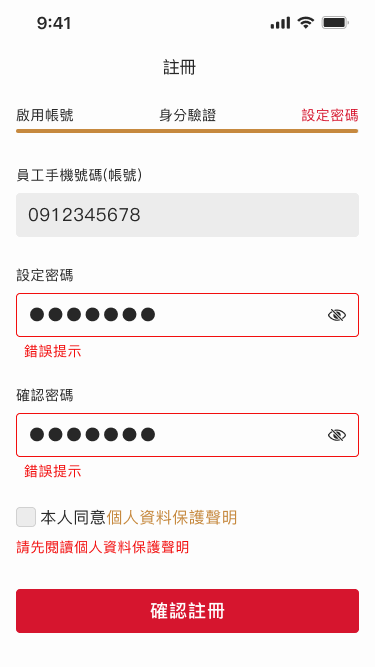 9:41
註冊
啟用帳號 身分驗證 設定密碼
員工手機號碼(帳號)
0912345678
設定密碼
●●●●●●●
錯誤提示
確認密碼
●●●●●●●
錯誤提示
本人同意個人資料保護聲明
請先閱讀個人資料保護聲明
確認註冊